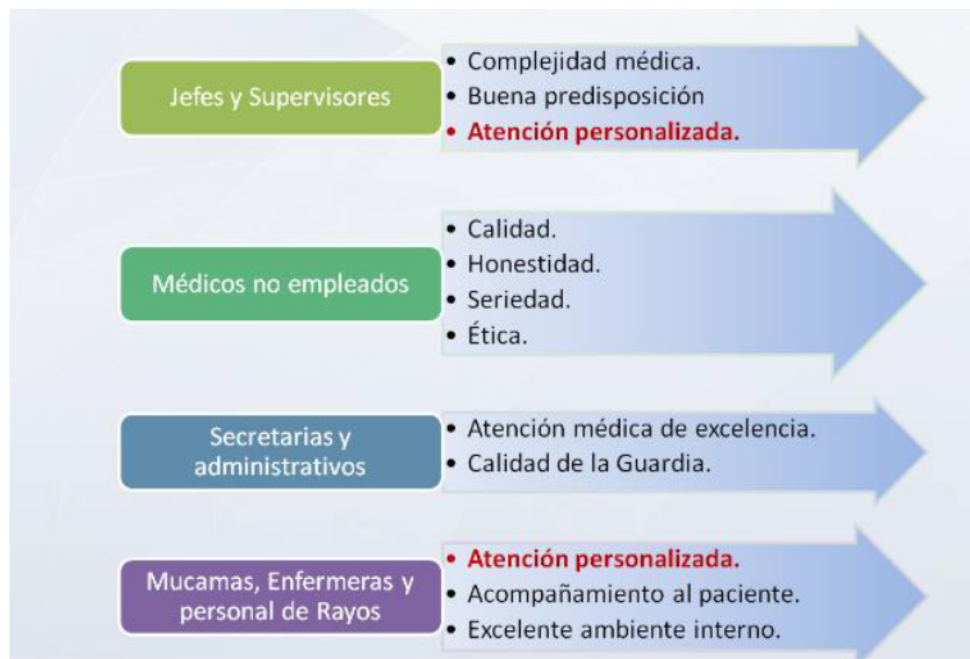 Jefes y Supervisores
• Complejidad médica.
• Buena predisposición
• Atención personalizada.
Médicos no empleados
• Calidad.
• Honestidad.
• Seriedad.
• Ética.
Secretarias y
administrativos
• Atención médica de excelencia.
• Calidad de la Guardia.
Mucamas, Enfermeras y
personal de Rayos
• Atención personalizada.
• Acompañamiento al paciente.
• Excelente ambiente interno.